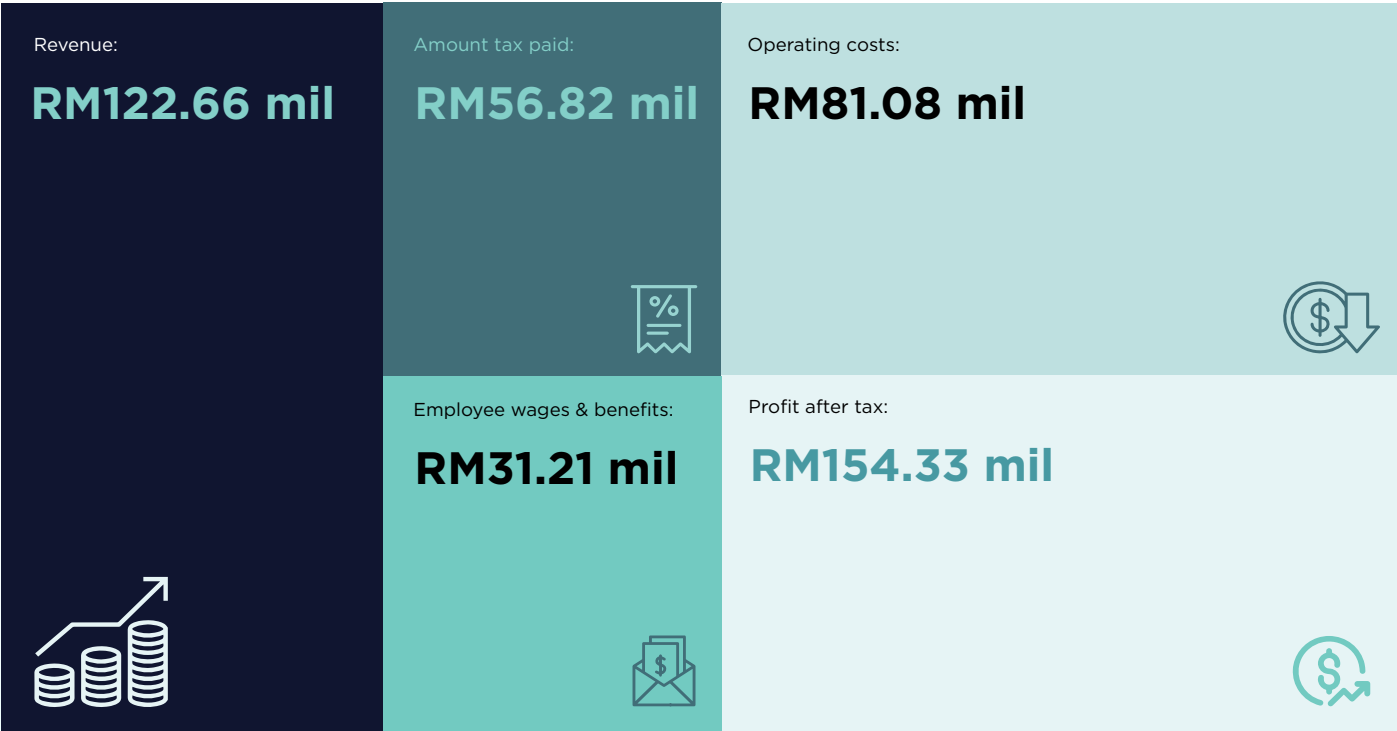 Revenue:
RM122.66 mil
Amount tax paid:
RM56.82 mil
Operating costs:
RM81.08 mil
Employee wages & benefits:
RM31.21 mil
Profit after tax:
RM154.33 mil